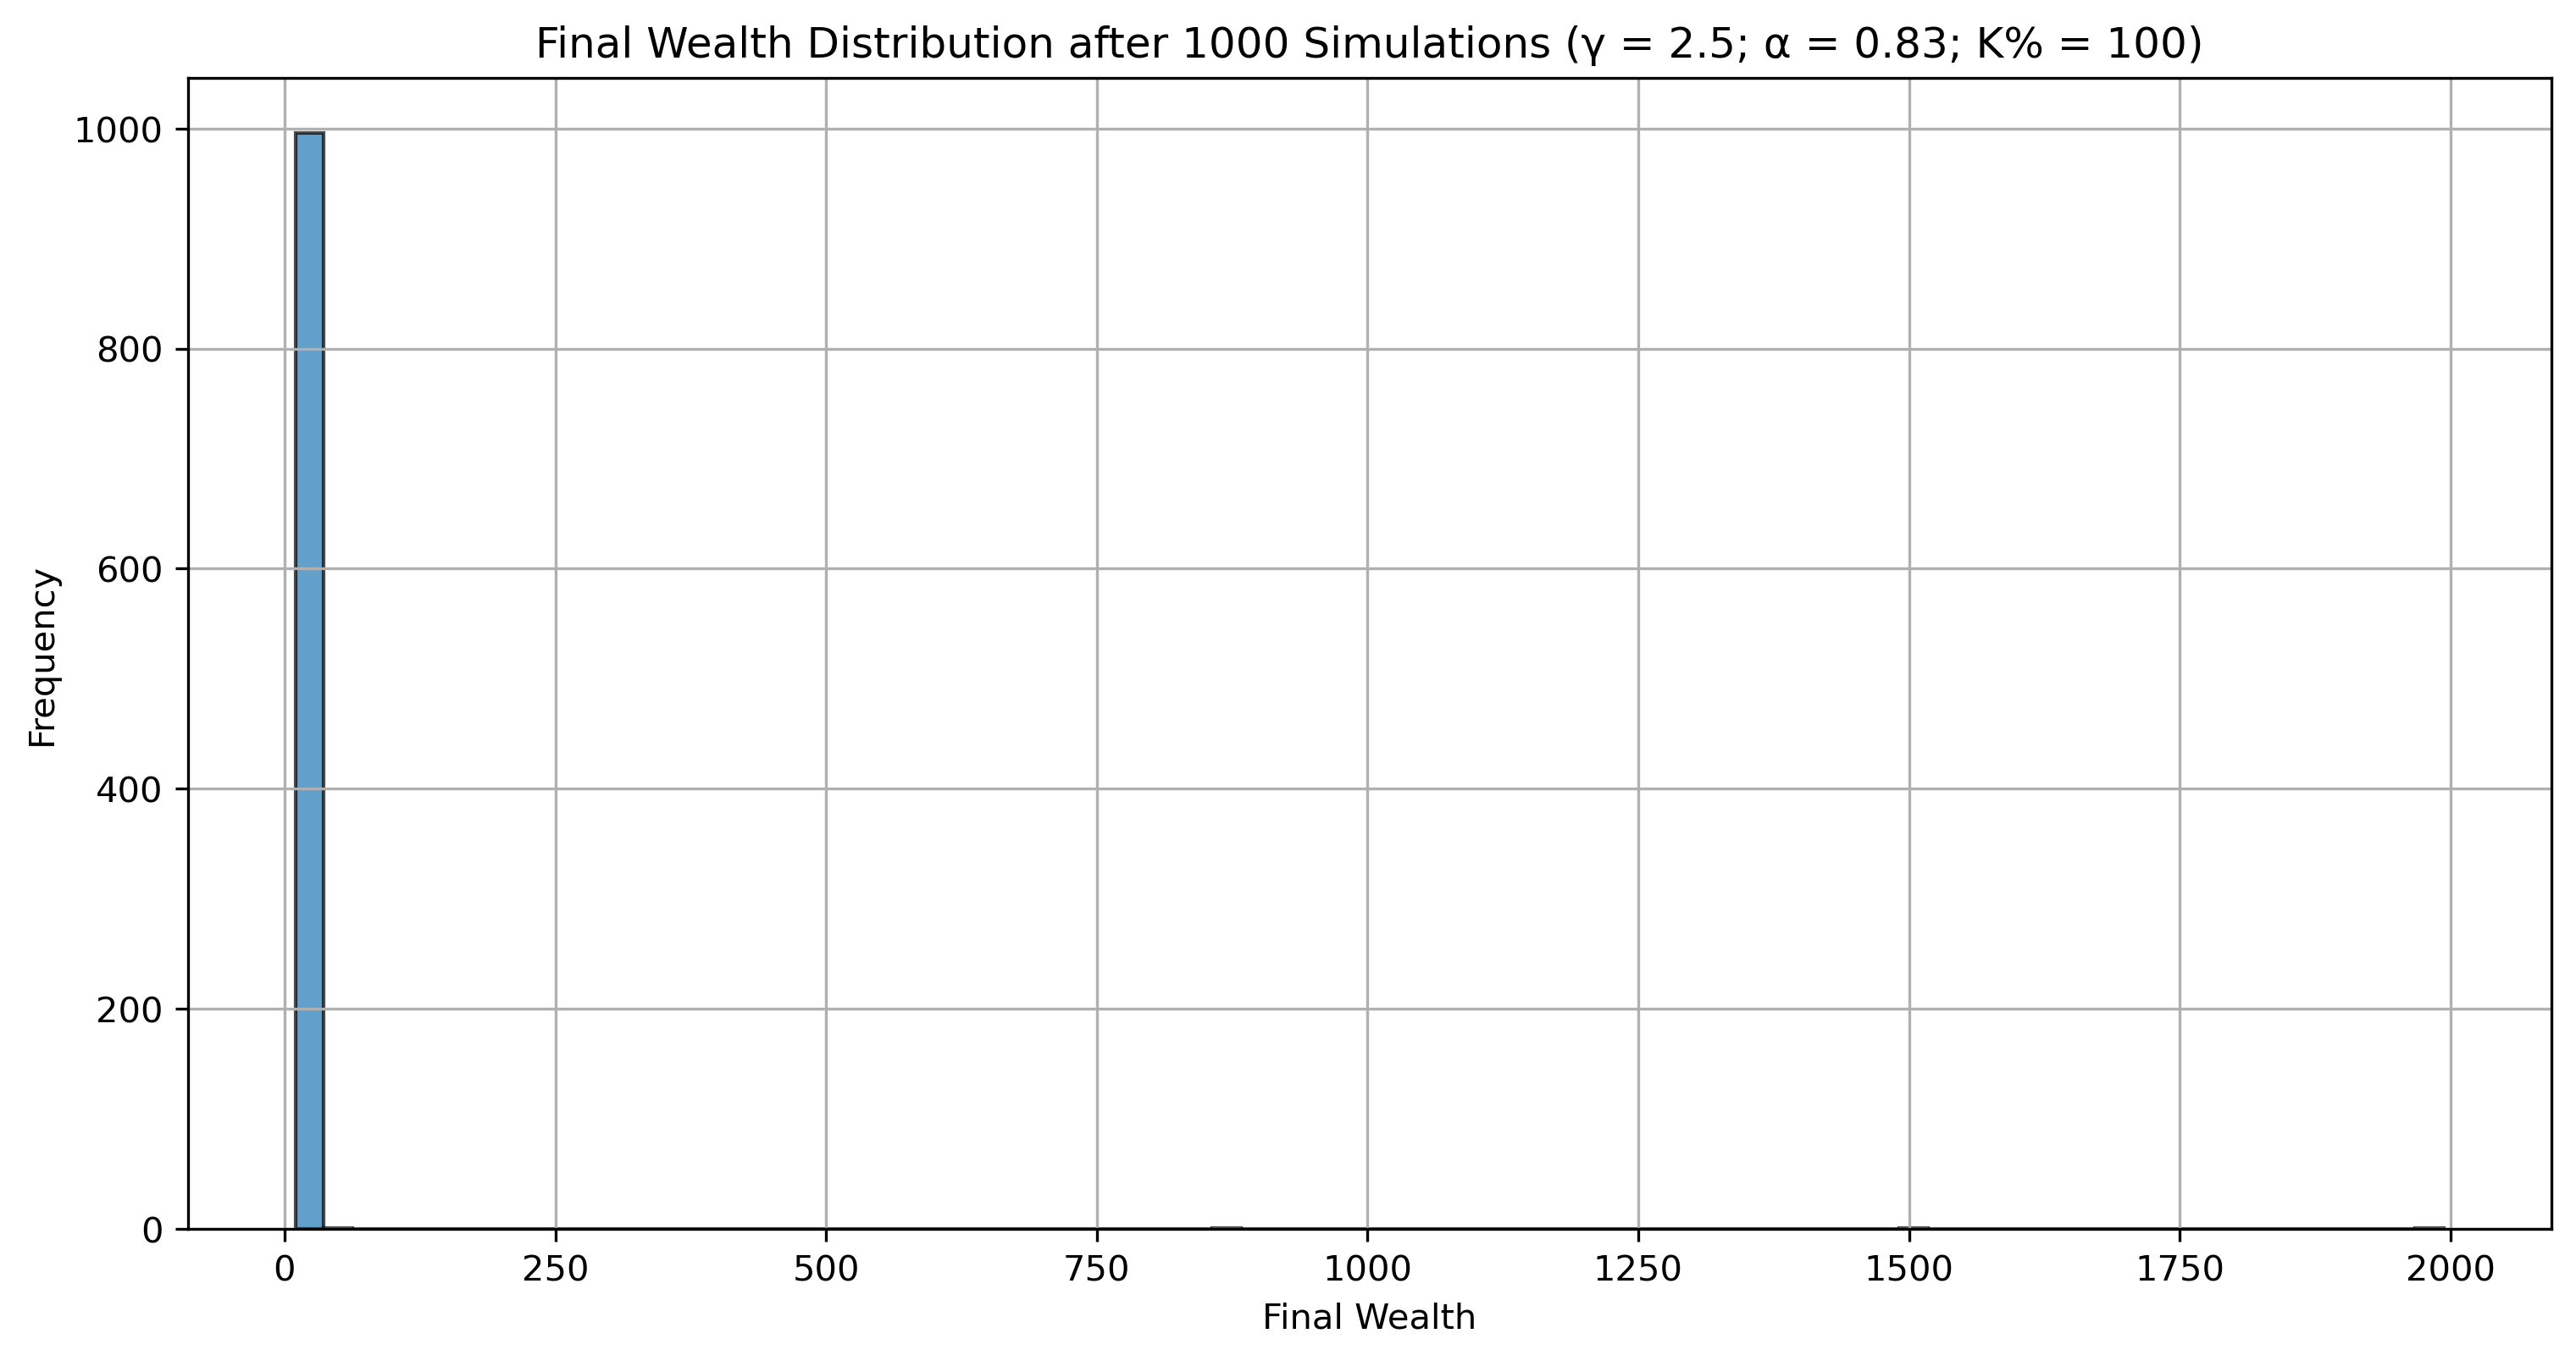 Final Wealth Distribution after 1000 Simulations (γ = 2.5; α = 0.83; K% = 100)
1000
800
600
400
200
0
Frequency
0 250 500 750 1000 1250 1500 1750 2000
Final Wealth